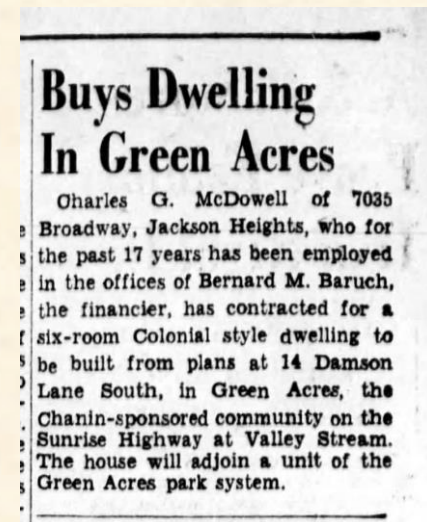 Buys Dwelling
In Green Acres
Charles G. McDowell of 7035
Broadway, Jackson Heights, who for
the past 17 years has been employed
in the offices of Bernard M. Baruch,
the financier, has contracted for a
six-room Colonial style dwelling to
be built from plans at 14 Damson
Lane South, in Green Acres, the
Chanin-sponsored community on the
Sunrise Highway at Valley Stream.
The house will adjoin a unit of the
Green Acres park system.